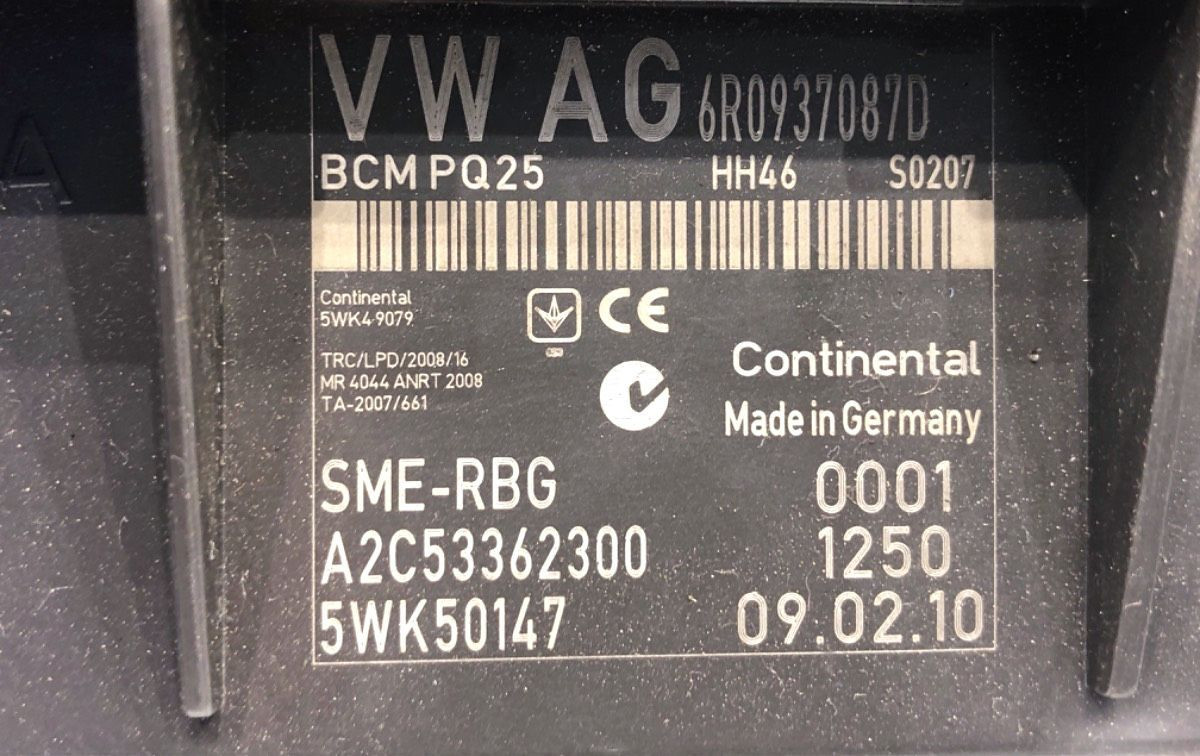 VW AG 6R0937087D
BCM PQ25 HH46 S0207
Continental
5WK4 9079
CE
TRC/LPD/2008/16
MR 4044 ANRT 2008
TA-2007/661
Continental
Made in Germany
SME-RBG 0001
A2C53362300 1250
5WK50147 09.02.10
A